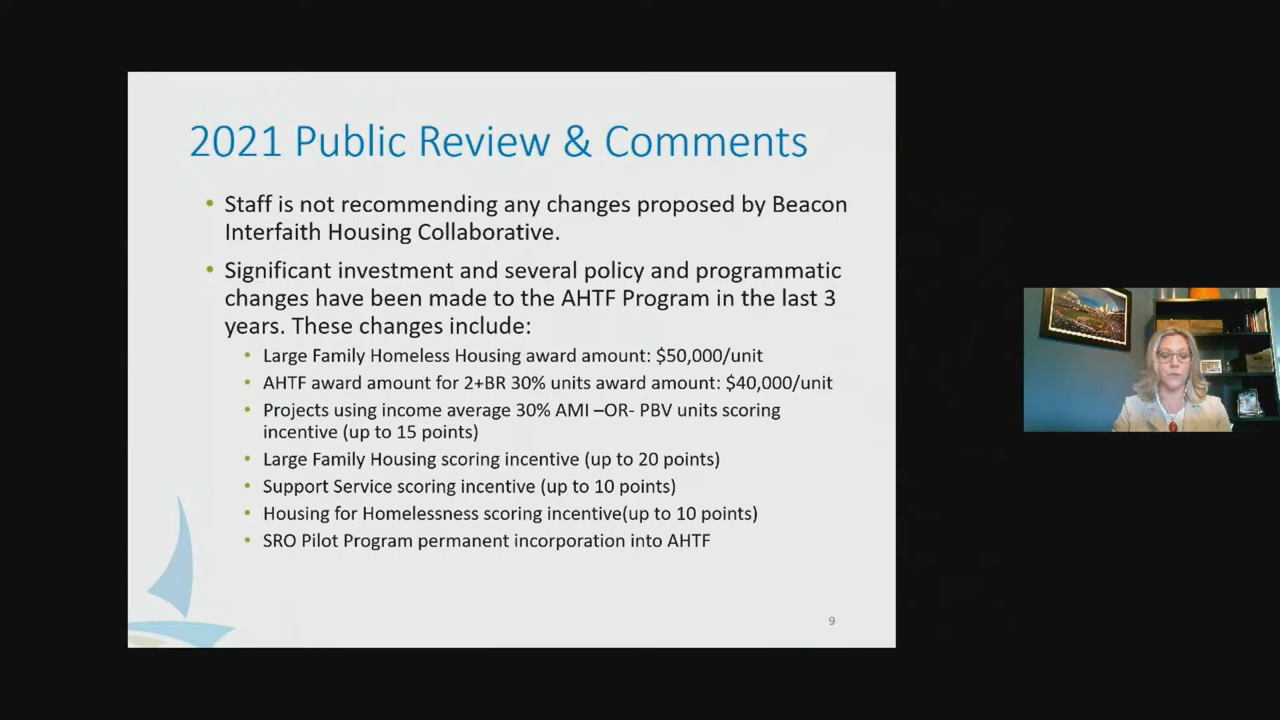 2021 Public Review & Comments
• Staff is not recommending any changes proposed by Beacon
Interfaith Housing Collaborative.
• Significant investment and several policy and programmatic
changes have been made to the AHTF Program in the last 3
years. These changes include:
• Large Family Homeless Housing award amount: $50,000/unit
• AHTF award amount for 2+BR 30% units award amount: $40,000/unit
• Projects using income average 30% AMI –OR- PBV units scoring
incentive (up to 15 points)
• Large Family Housing scoring incentive (up to 20 points)
• Support Service scoring incentive (up to 10 points)
• Housing for Homelessness scoring incentive(up to 10 points)
• SRO Pilot Program permanent incorporation into AHTF
9